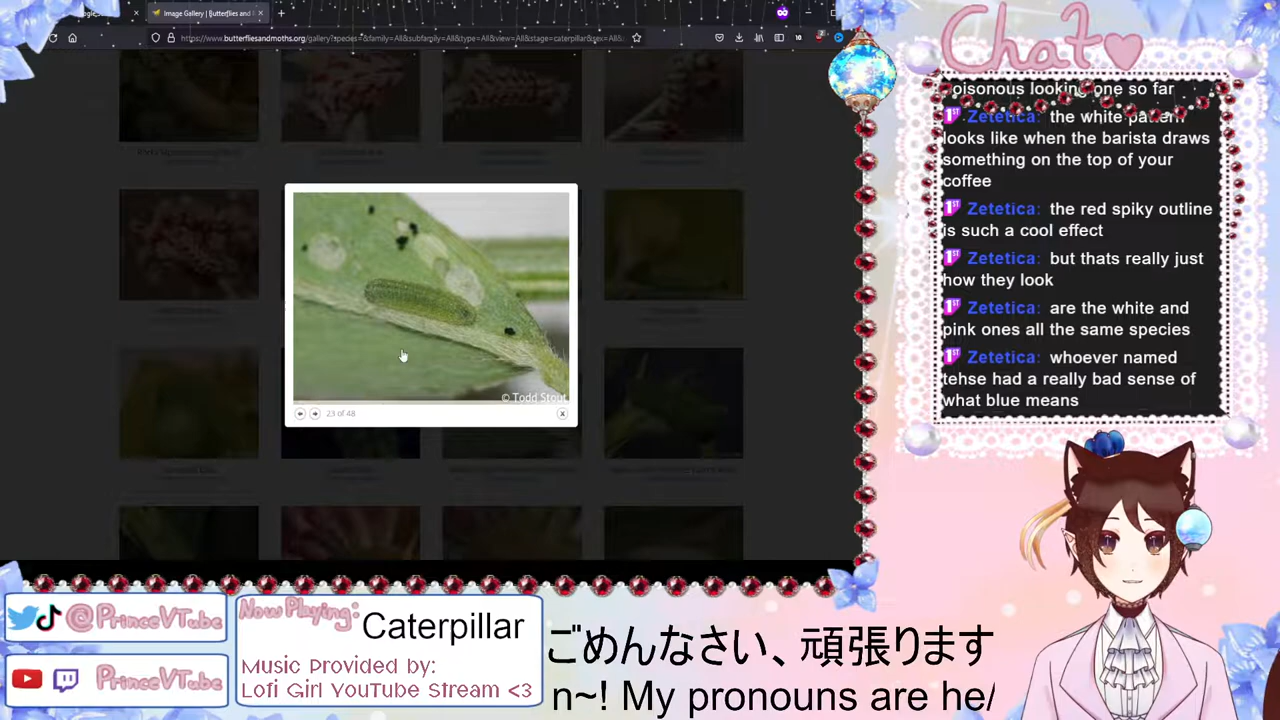 Image Gallery | Butterflies and
https://www.butterfliesandmoths.org/gallery?species=&family=All&subfamily=All&type=All&view=All&stage=caterpillar&sex=All&
© Todd Stout
23 of 48
Chat
poisonous looking one so far
Zetetica: the white pattern
looks like when the barista draws
something on the top of your
coffee
Zetetica: the red spiky outline
is such a cool effect
Zetetica: but thats really just
how they look
Zetetica: are the white and
pink ones all the same species
Zetetica: whoever named
tehse had a really bad sense of
what blue means
@PrinceVTabe
PrinceVTabe
Now Playing:
Caterpillar
Music Provided by:
Lofi Girl YouTube Stream <3
ごめんなさい、頑張ります
n~! My pronouns are he/